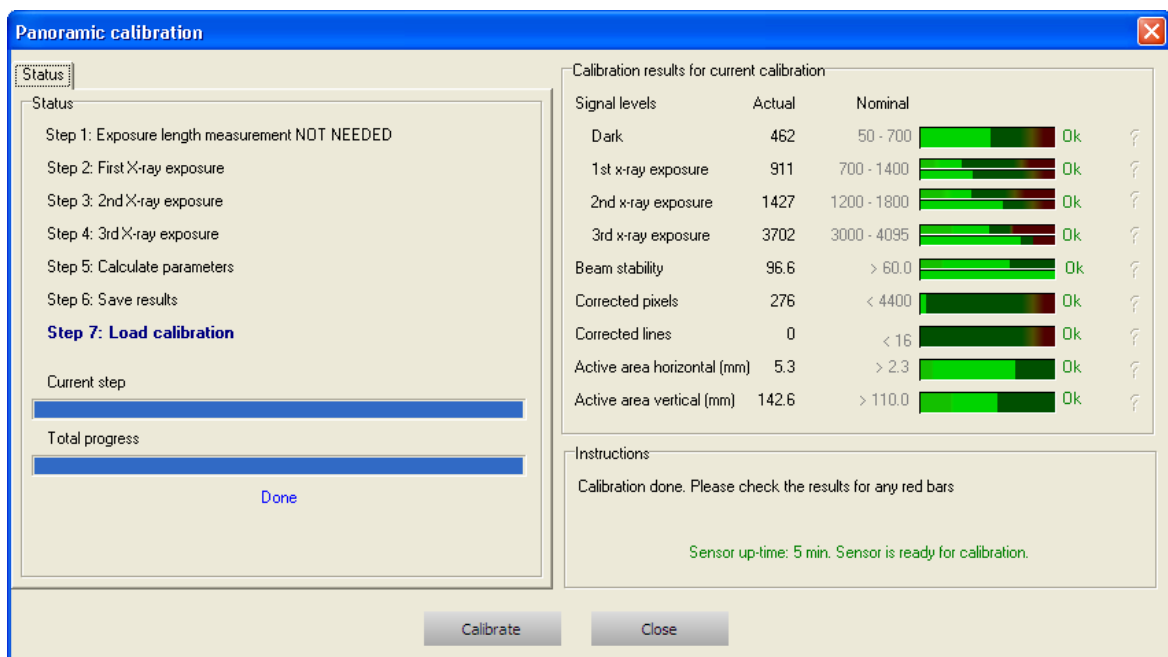 Panoramic calibration
Status
Status
Step 1: Exposure length measurement NOT NEEDED
Step 2: First X-ray exposure
Step 3: 2nd X-ray exposure
Step 4: 3rd X-ray exposure
Step 5: Calculate parameters
Step 6: Save results
Step 7: Load calibration
Current step
Total progress
Done
Calibration results for current calibration
Signal levels Actual Nominal
Dark 462 50 - 700 Ok ?
1st x-ray exposure 911 700 - 1400 Ok ?
2nd x-ray exposure 1427 1200 - 1800 Ok ?
3rd x-ray exposure 3702 3000 - 4095 Ok ?
Beam stability 96.6 > 60.0 Ok ?
Corrected pixels 276 < 4400 Ok ?
Corrected lines 0 < 16 Ok ?
Active area horizontal (mm) 5.3 > 2.3 Ok ?
Active area vertical (mm) 142.6 > 110.0 Ok ?
Instructions
Calibration done. Please check the results for any red bars
Sensor up-time: 5 min. Sensor is ready for calibration.
Calibrate Close